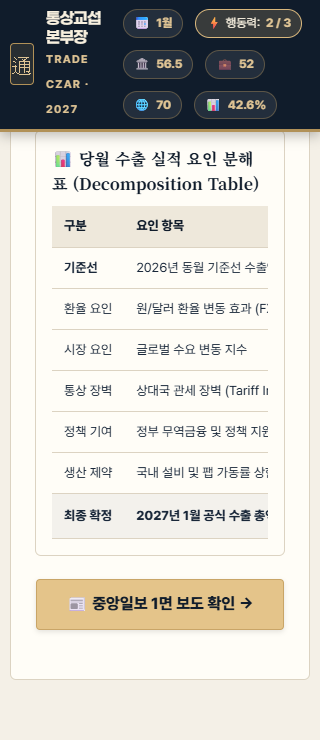 通
통상교섭
본부장
TRADE
CZAR ·
2027
1월
행동력: 2 / 3
56.5
52
70
42.6%
당월 수출 실적 요인 분해
표 (Decomposition Table)
구분 요인 항목
기준선 2026년 동월 기준선 수출
환율 요인 원/달러 환율 변동 효과 (F
시장 요인 글로벌 수요 변동 지수
통상 장벽 상대국 관세 장벽 (Tariff I
정책 기여 정부 무역금융 및 정책 지원
생산 제약 국내 설비 및 팹 가동률 상
최종 확정 2027년 1월 공식 수출 총
중앙일보 1면 보도 확인 →